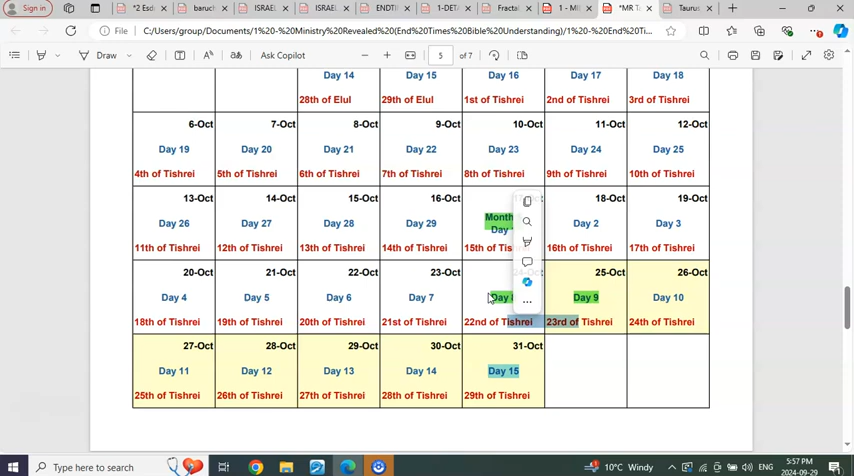 Sign in
*2 Esd
baruch
ISRAEL
ISRAEL
ENDTIN
1-DETA
Fractal
1 - MI
*MR Ta
Taurus
File C:/Users/group/Documents/1%20-%20Ministry%20Revealed%20(End%20Times%20Bible%20Understanding)/1%20-%20End%20Ti...
Draw
Ask Copilot
5 of 7
Day 14 Day 15 Day 16 Day 17 Day 18
28th of Elul 29th of Elul 1st of Tishrei 2nd of Tishrei 3rd of Tishrei
6-Oct 7-Oct 8-Oct 9-Oct 10-Oct 11-Oct 12-Oct
Day 19 Day 20 Day 21 Day 22 Day 23 Day 24 Day 25
4th of Tishrei 5th of Tishrei 6th of Tishrei 7th of Tishrei 8th of Tishrei 9th of Tishrei 10th of Tishrei
13-Oct 14-Oct 15-Oct 16-Oct 18-Oct 19-Oct
Day 26 Day 27 Day 28 Day 29 Month Day 2 Day 3
Day
11th of Tishrei 12th of Tishrei 13th of Tishrei 14th of Tishrei 15th of Tis 16th of Tishrei 17th of Tishrei
20-Oct 21-Oct 22-Oct 23-Oct 24-Oct 25-Oct 26-Oct
Day 4 Day 5 Day 6 Day 7 Day 8 Day 9 Day 10
18th of Tishrei 19th of Tishrei 20th of Tishrei 21st of Tishrei 22nd of Tishrei 23rd of Tishrei 24th of Tishrei
27-Oct 28-Oct 29-Oct 30-Oct 31-Oct
Day 11 Day 12 Day 13 Day 14 Day 15
25th of Tishrei 26th of Tishrei 27th of Tishrei 28th of Tishrei 29th of Tishrei
Type here to search
10°C Windy
ENG
5:57 PM
2024-09-29